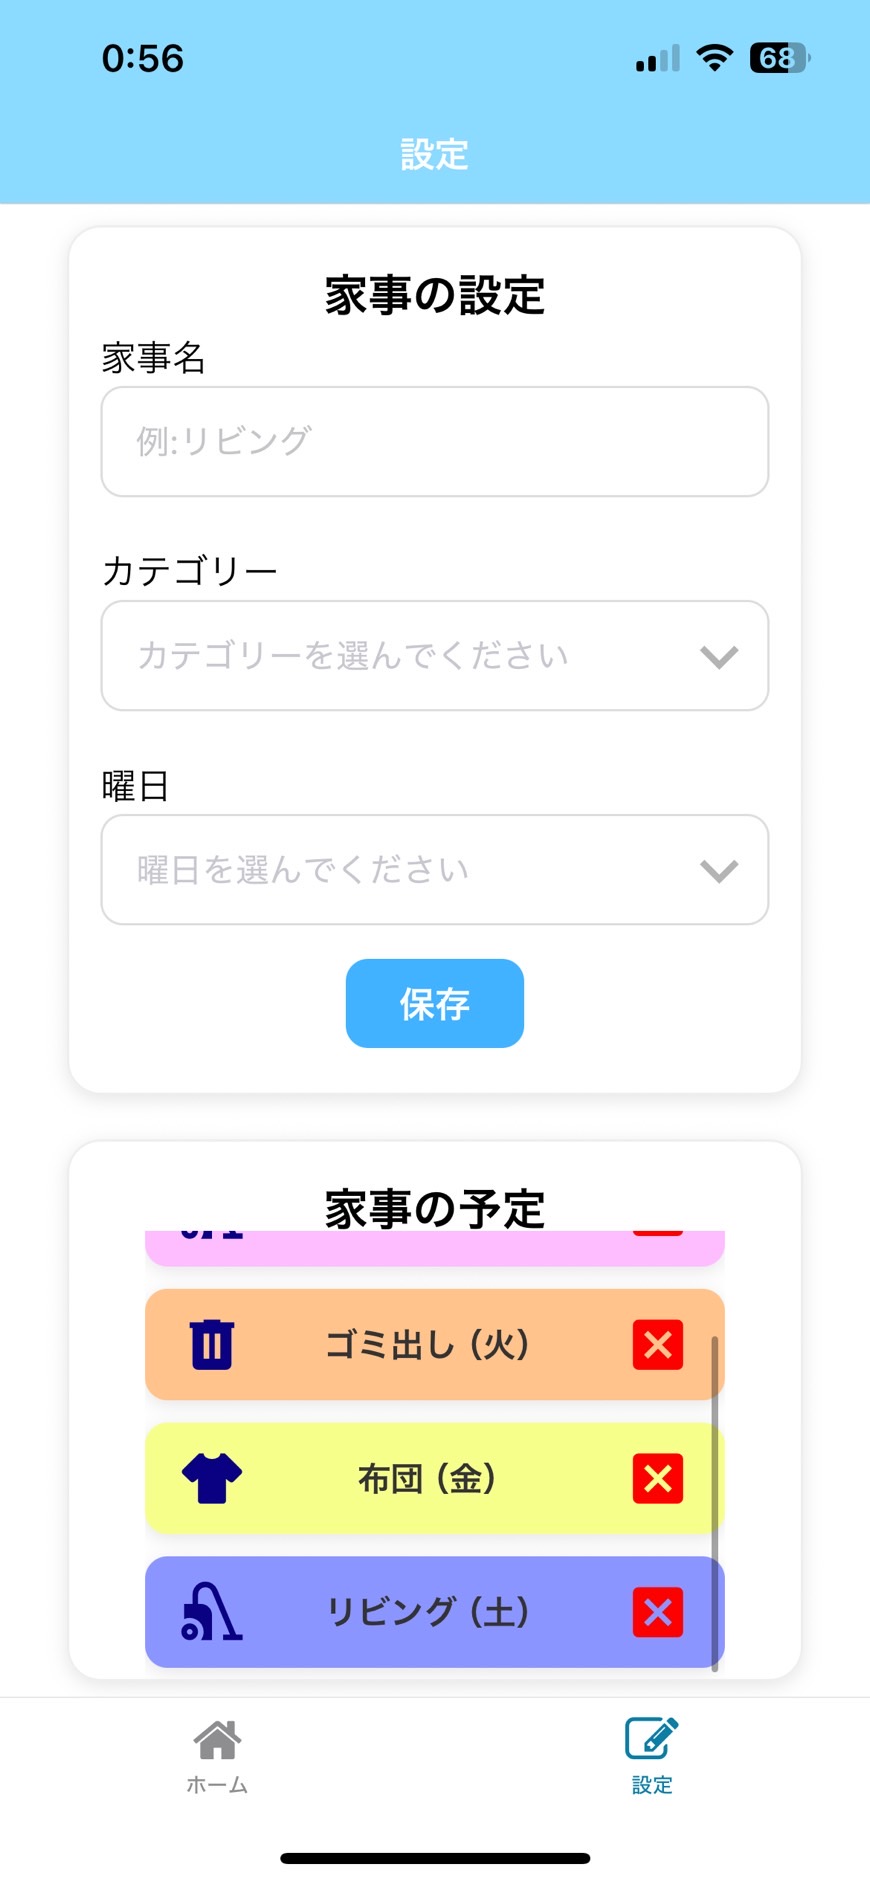 0:56
68
設定
家事の設定
家事名
例:リビング
カテゴリー
カテゴリーを選んでください
曜日
曜日を選んでください
保存
家事の予定
ゴミ出し (火)
布団 (金)
リビング (土)
ホーム
設定